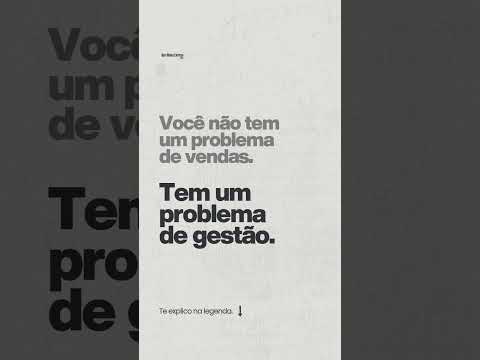 Você não tem
um problema
de vendas.
Tem um
problema
de gestão.
Te explico na legenda. ↓